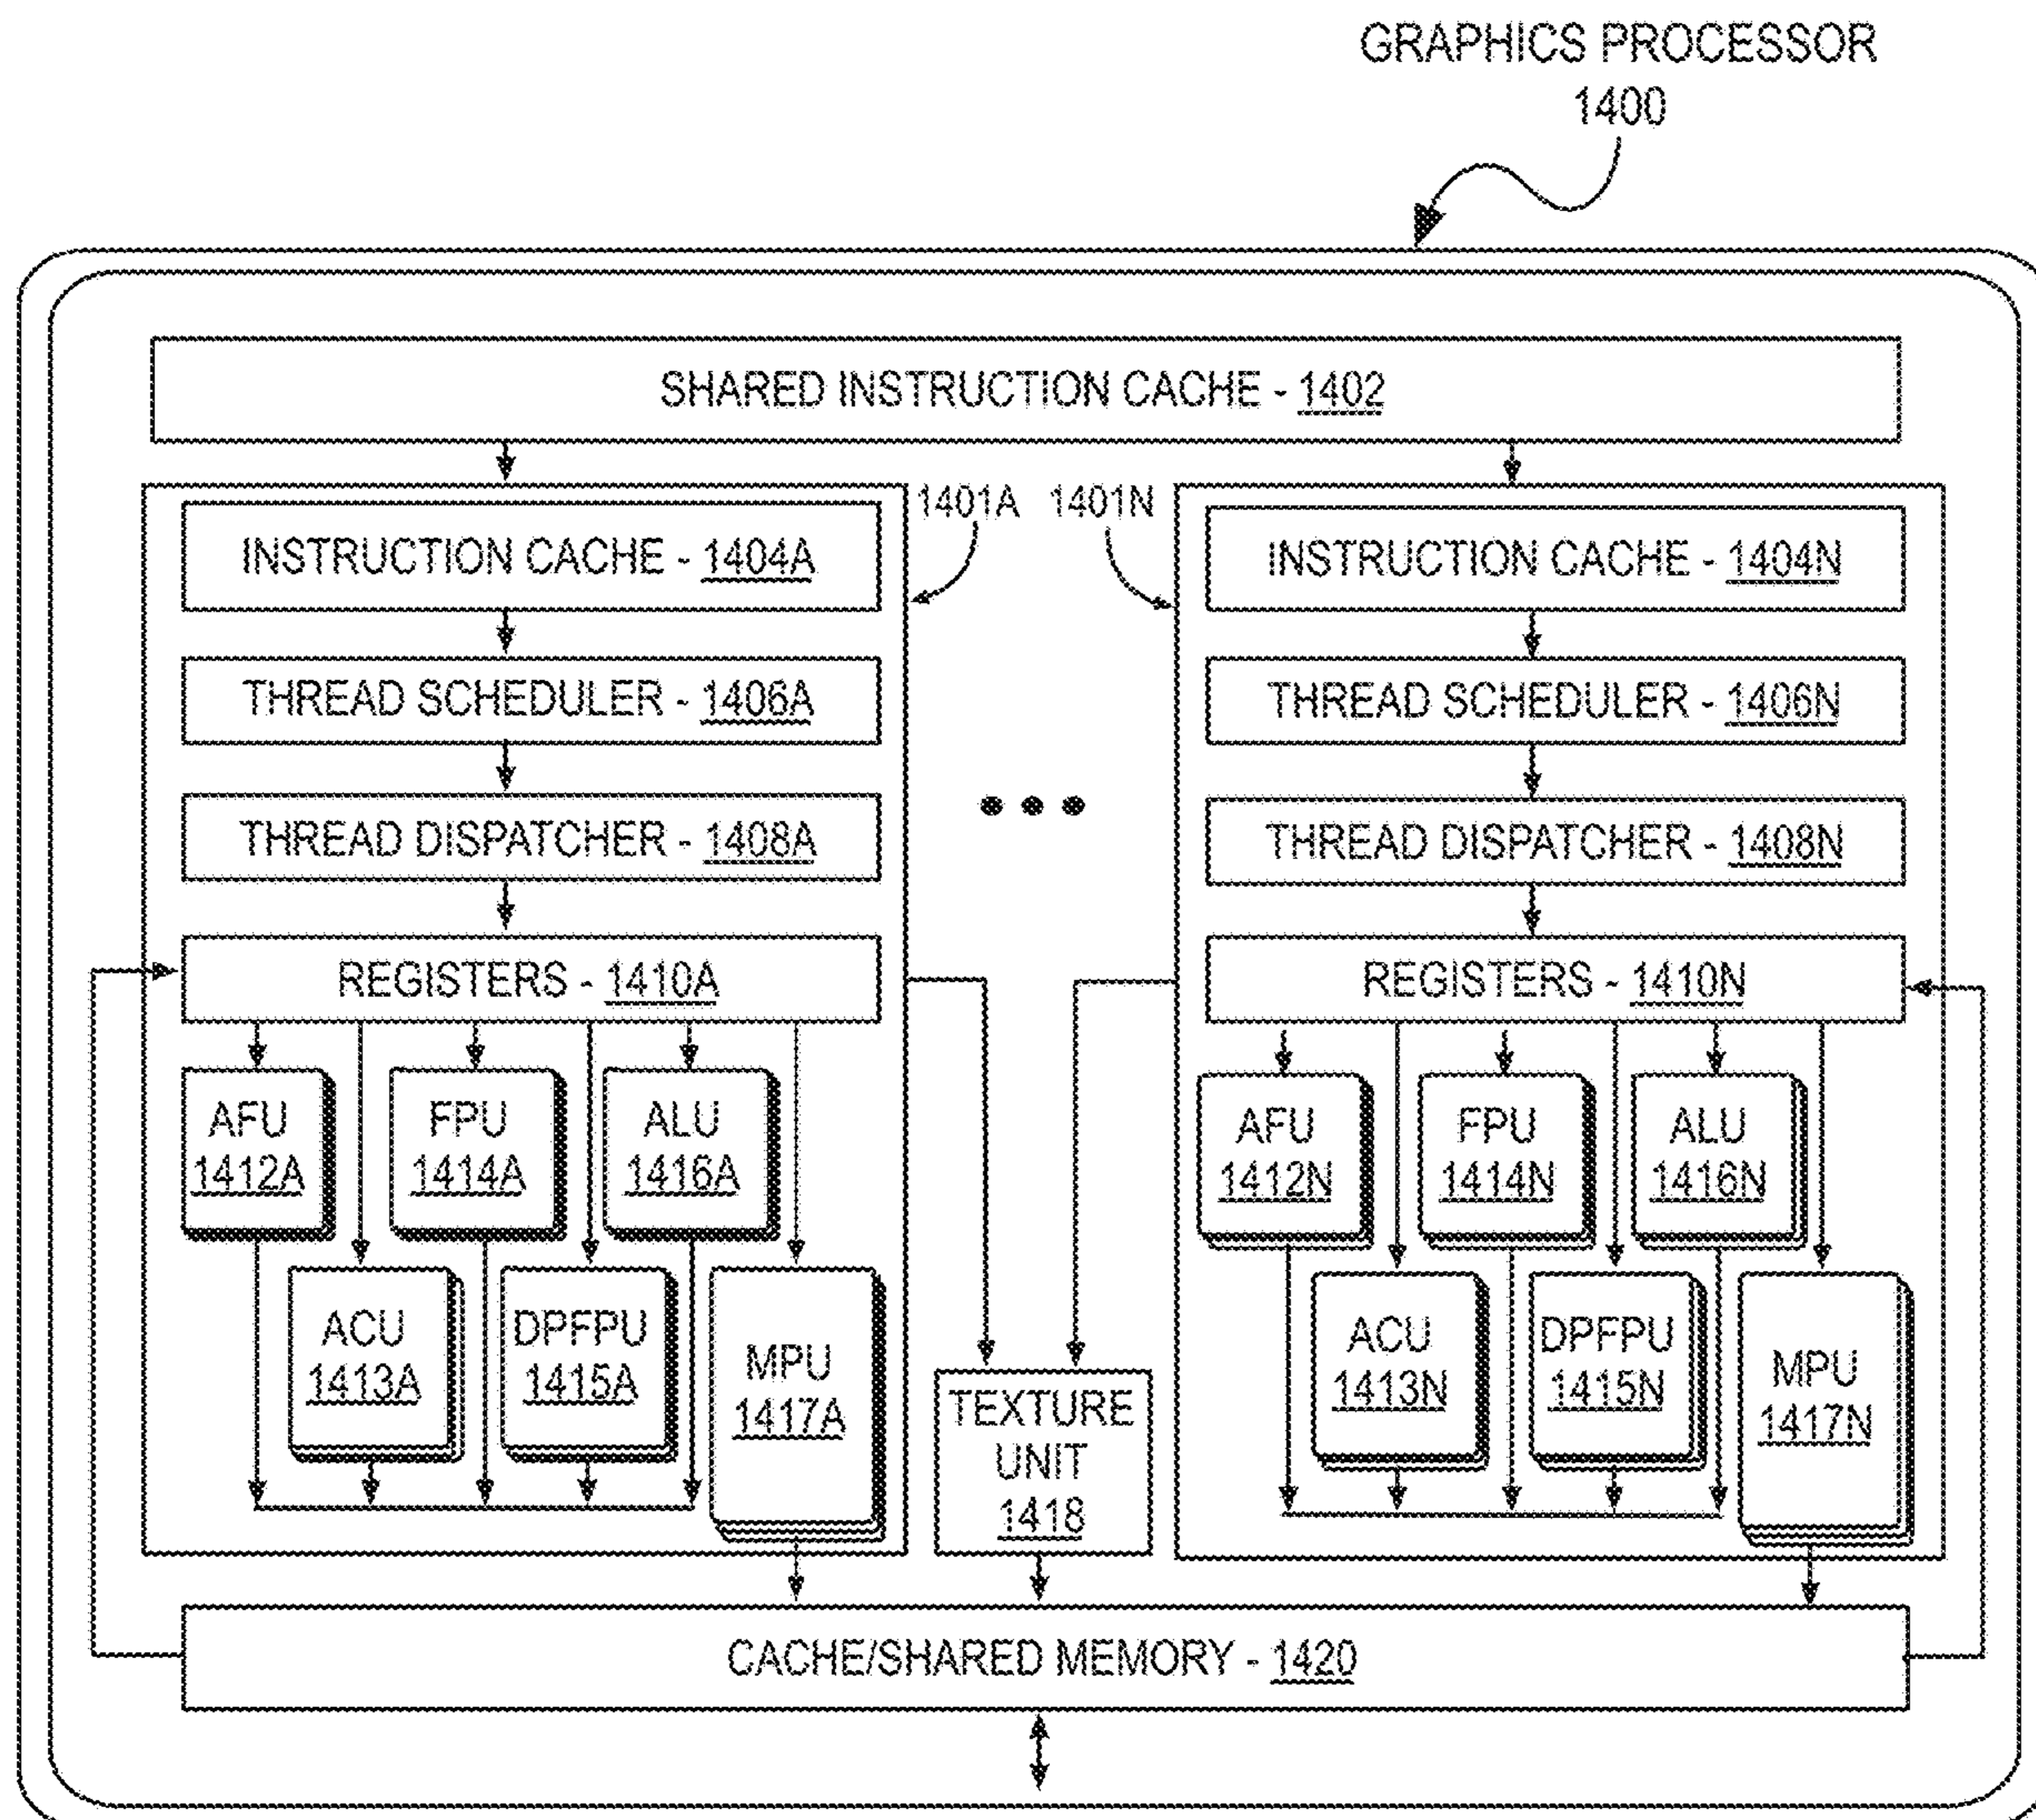 GRAPHICS PROCESSOR
1400
SHARED INSTRUCTION CACHE - 1402
1401A
1401N
INSTRUCTION CACHE - 1404A
THREAD SCHEDULER - 1406A
THREAD DISPATCHER - 1408A
REGISTERS - 1410A
AFU
1412A
FPU
1414A
ALU
1416A
ACU
1413A
DPFPU
1415A
MPU
1417A
TEXTURE
UNIT
1418
INSTRUCTION CACHE - 1404N
THREAD SCHEDULER - 1406N
THREAD DISPATCHER - 1408N
REGISTERS - 1410N
AFU
1412N
FPU
1414N
ALU
1416N
ACU
1413N
DPFPU
1415N
MPU
1417N
CACHE/SHARED MEMORY - 1420